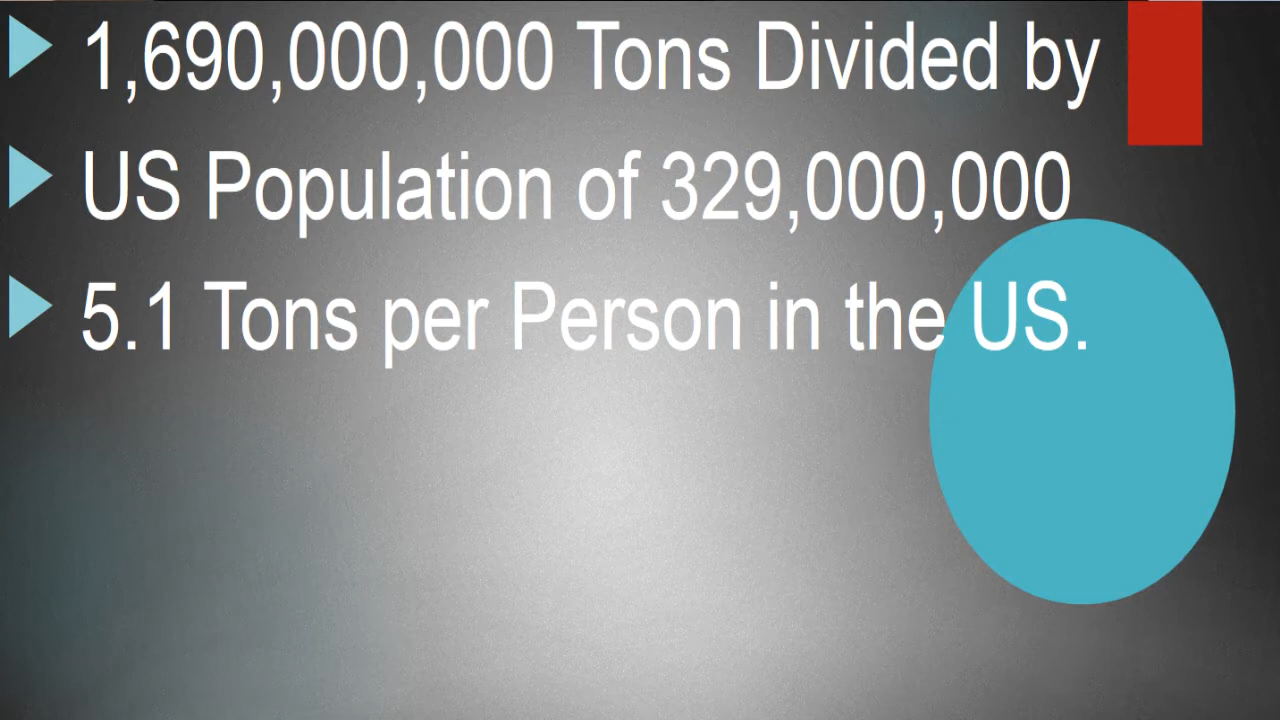 1,690,000,000 Tons Divided by
US Population of 329,000,000
5.1 Tons per Person in the US.